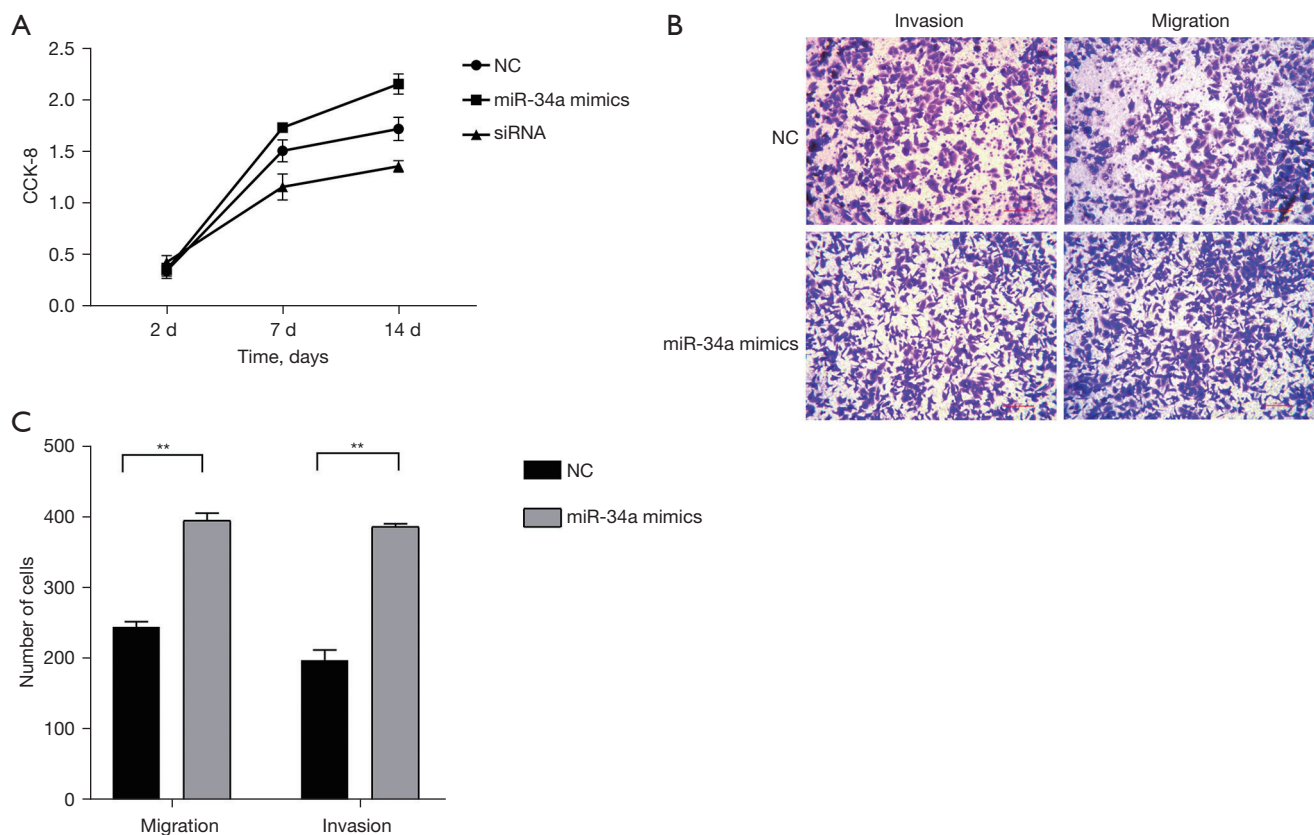 A
2.5
2.0
1.5
1.0
0.5
0.0
CCK-8
2 d
7 d
14 d
Time, days
NC
miR-34a mimics
siRNA
B
Invasion
Migration
NC
miR-34a mimics
C
500
400
300
200
100
0
Number of cells
**
**
Migration
Invasion
NC
miR-34a mimics